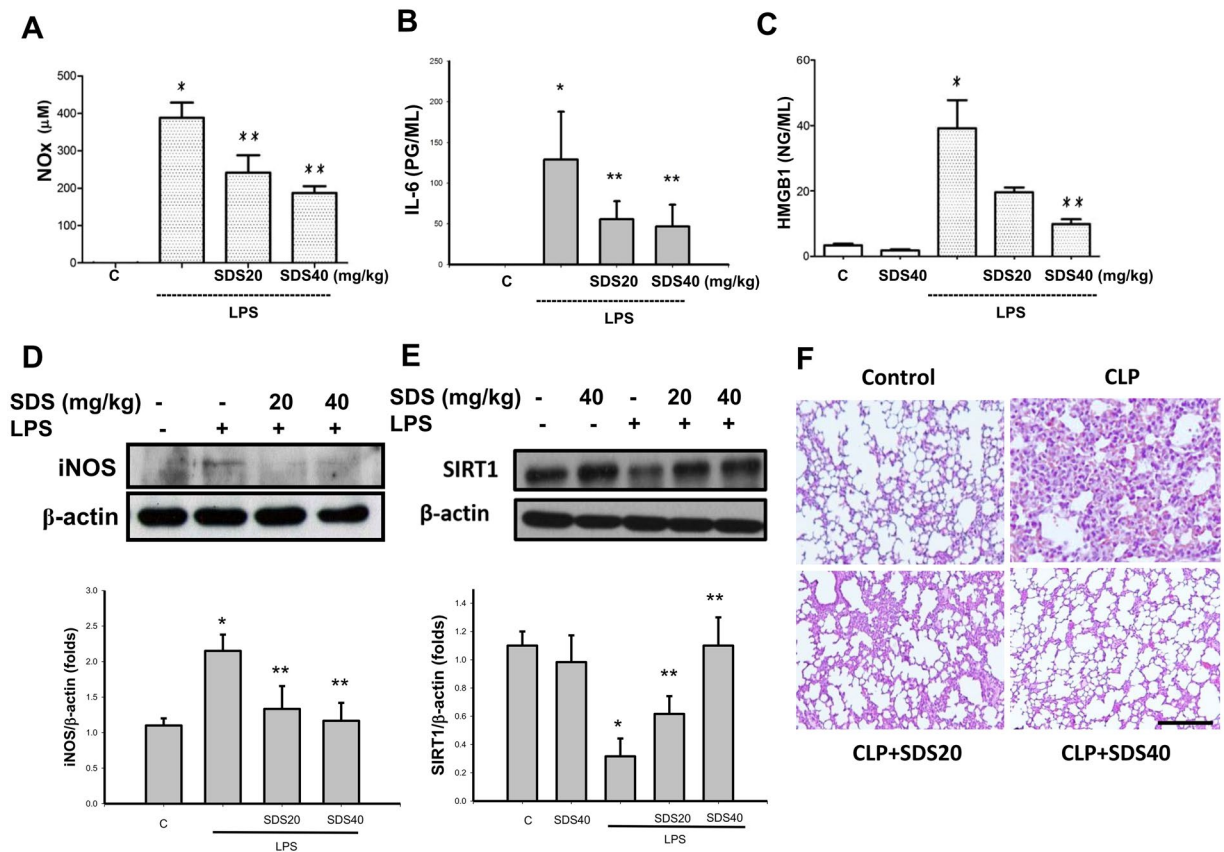 A
NOx (μM)
500
400
300
200
100
0
*
**
**
C
SDS20
SDS40 (mg/kg)
LPS
B
IL-6 (PG/ML)
250
200
150
100
50
0
*
**
**
C
SDS20
SDS40 (mg/kg)
LPS
C
HMGB1 (NG/ML)
60
40
20
0
*
**
C
SDS40
SDS20
SDS40 (mg/kg)
LPS
D
SDS (mg/kg) - - 20 40
LPS - + + +
iNOS
β-actin
iNOS/β-actin (folds)
3.0
2.5
2.0
1.5
1.0
0.5
0.0
*
**
**
C
SDS20
SDS40
LPS
E
SDS (mg/kg) - 40 - 20 40
LPS - - + + +
SIRT1
β-actin
SIRT1/β-actin (folds)
1.4
1.2
1.0
0.8
0.6
0.4
0.2
0.0
*
**
**
C
SDS40
SDS20
SDS40
LPS
F
Control
CLP
CLP+SDS20
CLP+SDS40